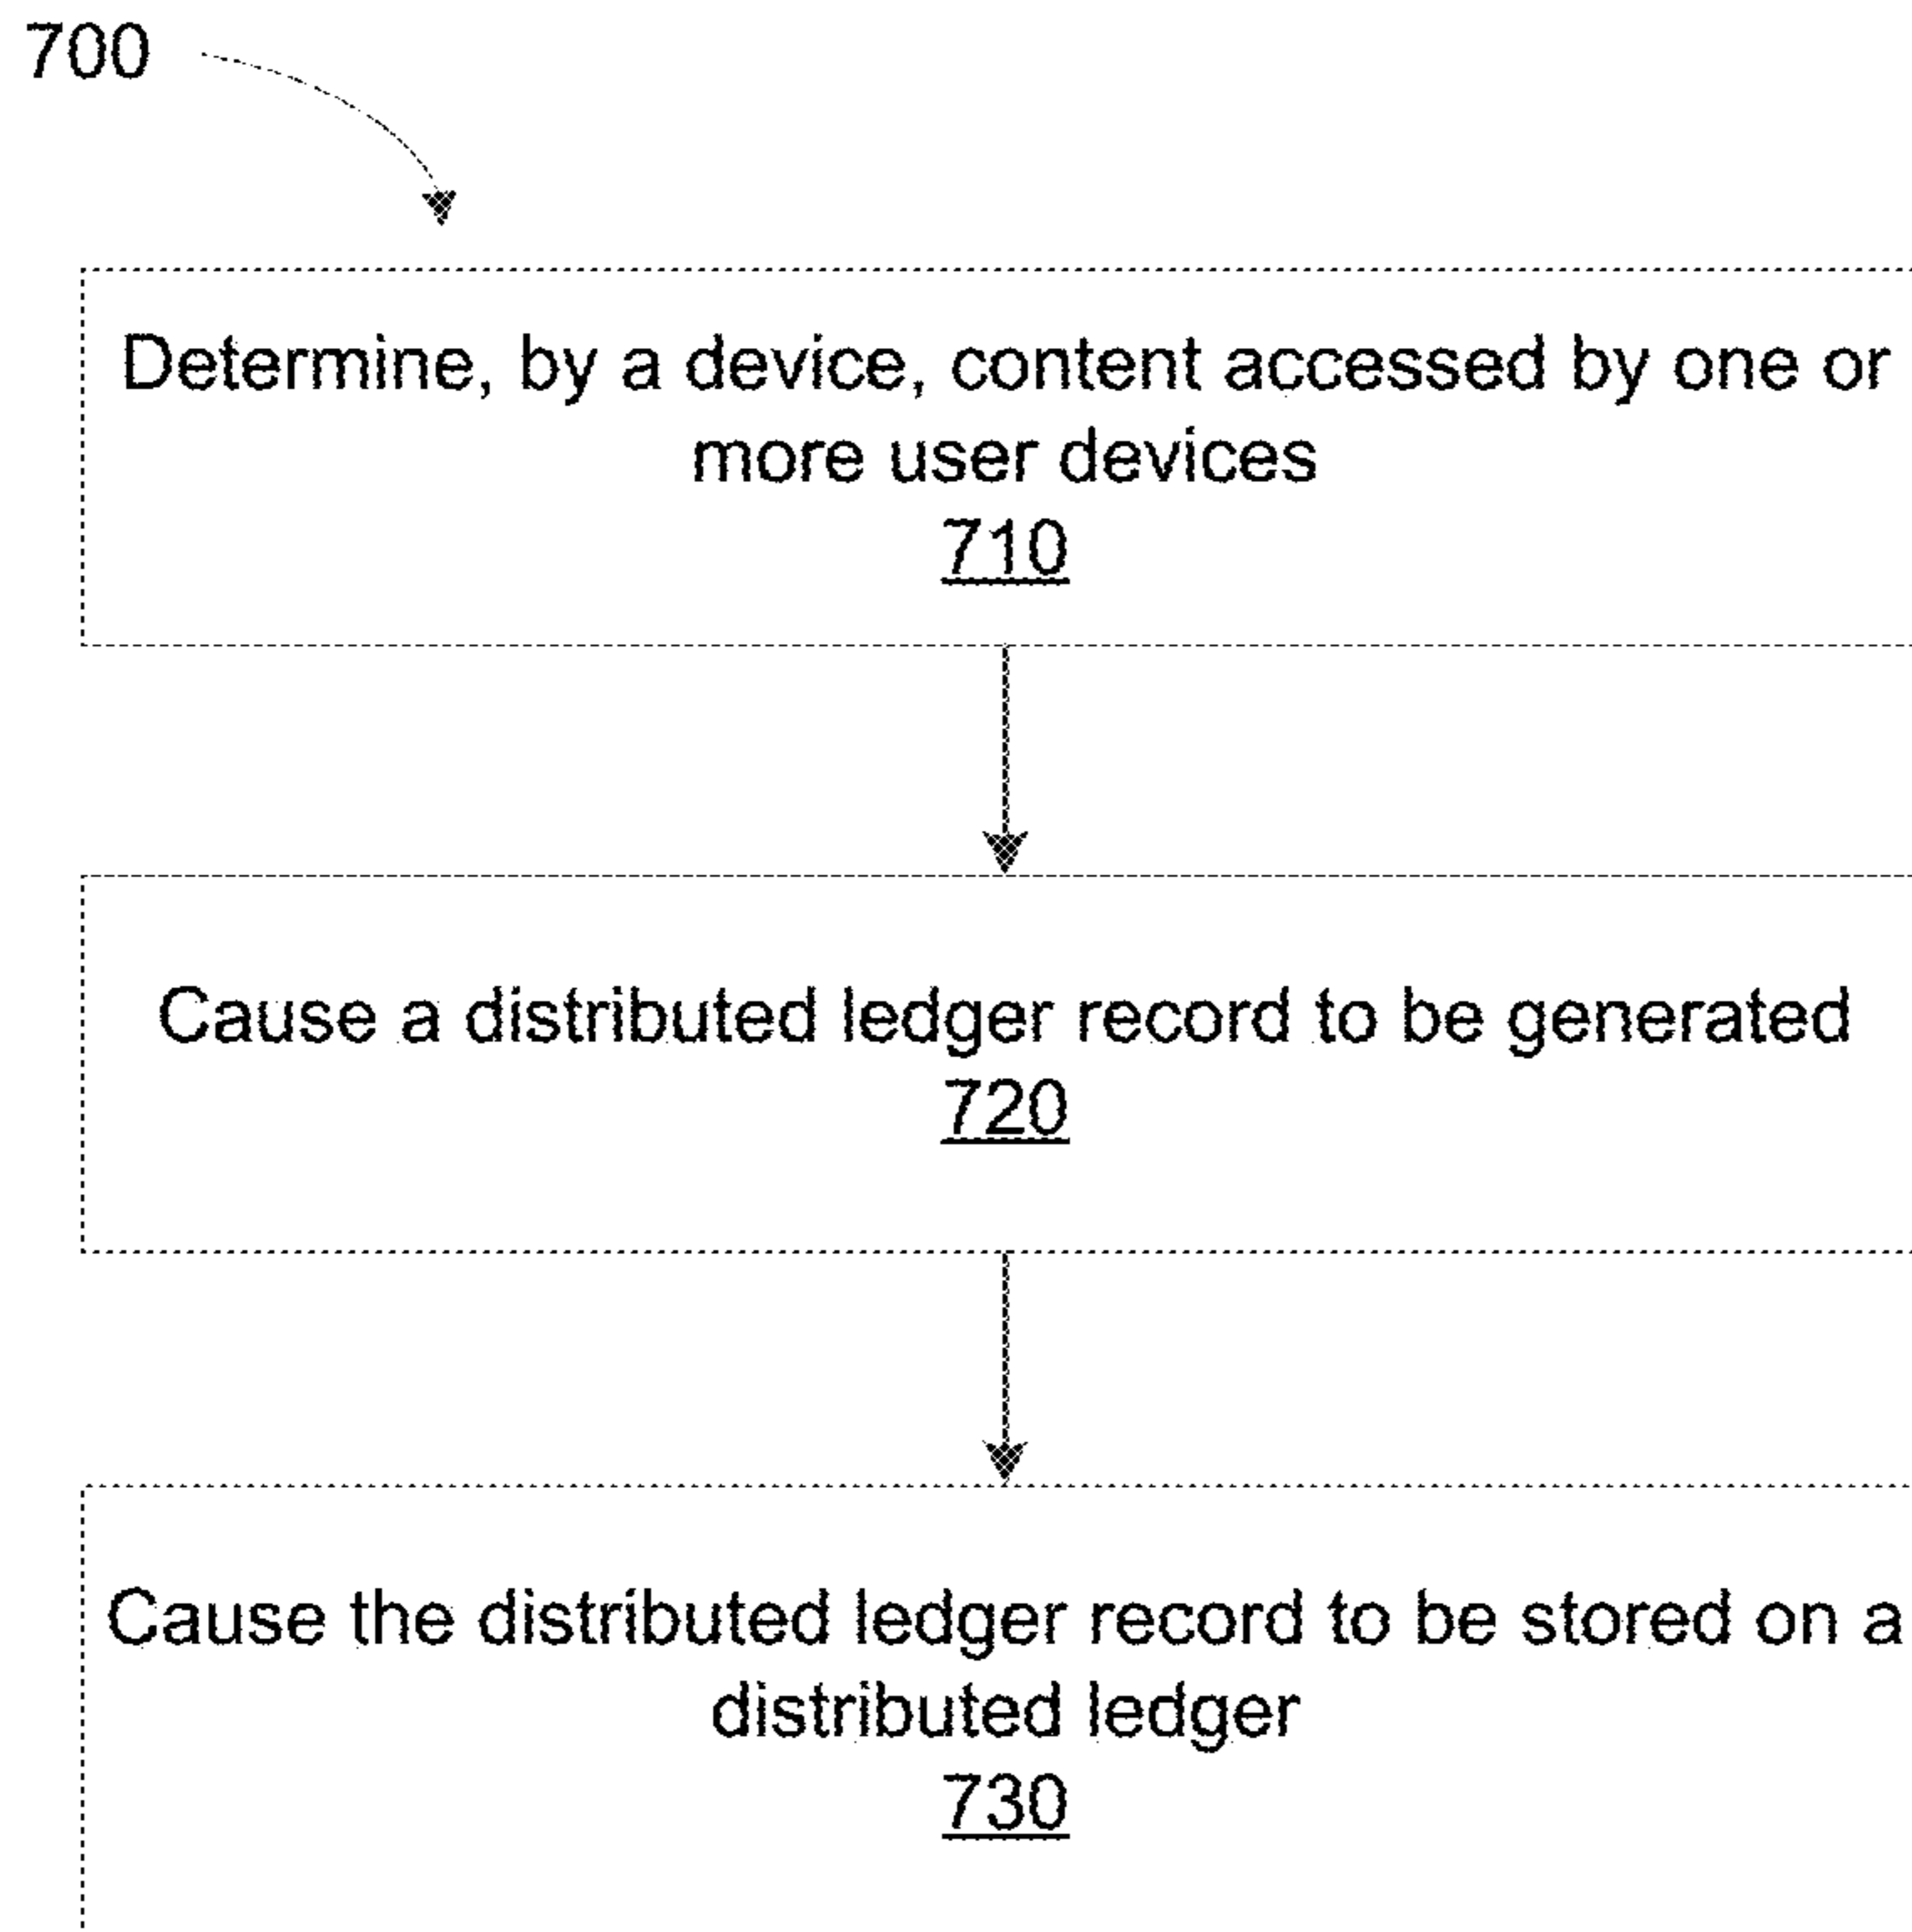 700
Determine, by a device, content accessed by one or
more user devices
710
Cause a distributed ledger record to be generated
720
Cause the distributed ledger record to be stored on a
distributed ledger
730